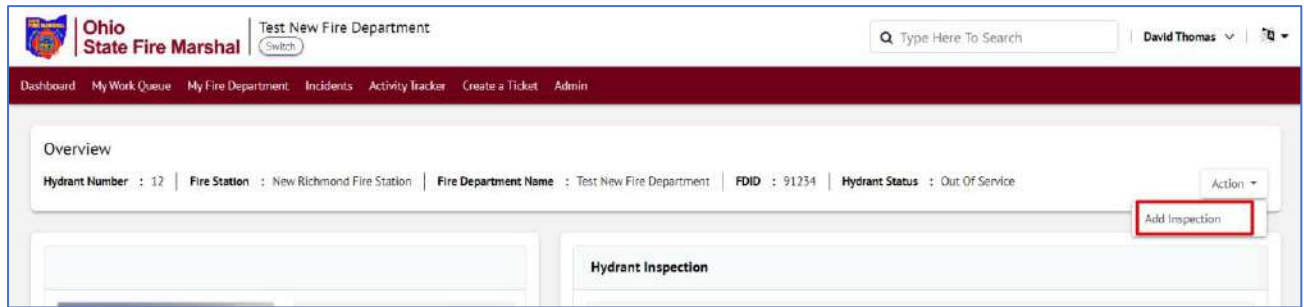 Ohio
State Fire Marshal
Test New Fire Department
Switch
Type Here To Search
David Thomas
Dashboard My Work Queue My Fire Department Incidents Activity Tracker Create a Ticket Admin
Overview
Hydrant Number : 12 | Fire Station : New Richmond Fire Station | Fire Department Name : Test New Fire Department | FDID : 91234 | Hydrant Status : Out Of Service
Action
Add Inspection
Hydrant Inspection